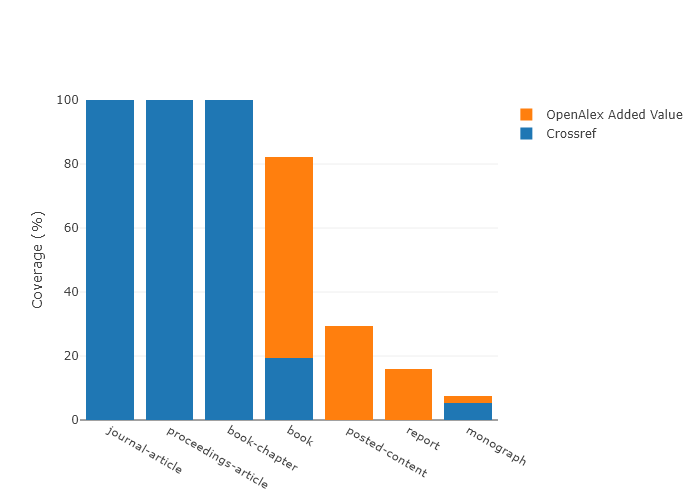 OpenAlex Added Value
Crossref
Coverage (%)
100
80
60
40
20
0
journal-article
proceedings-article
book-chapter
book
posted-content
report
monograph